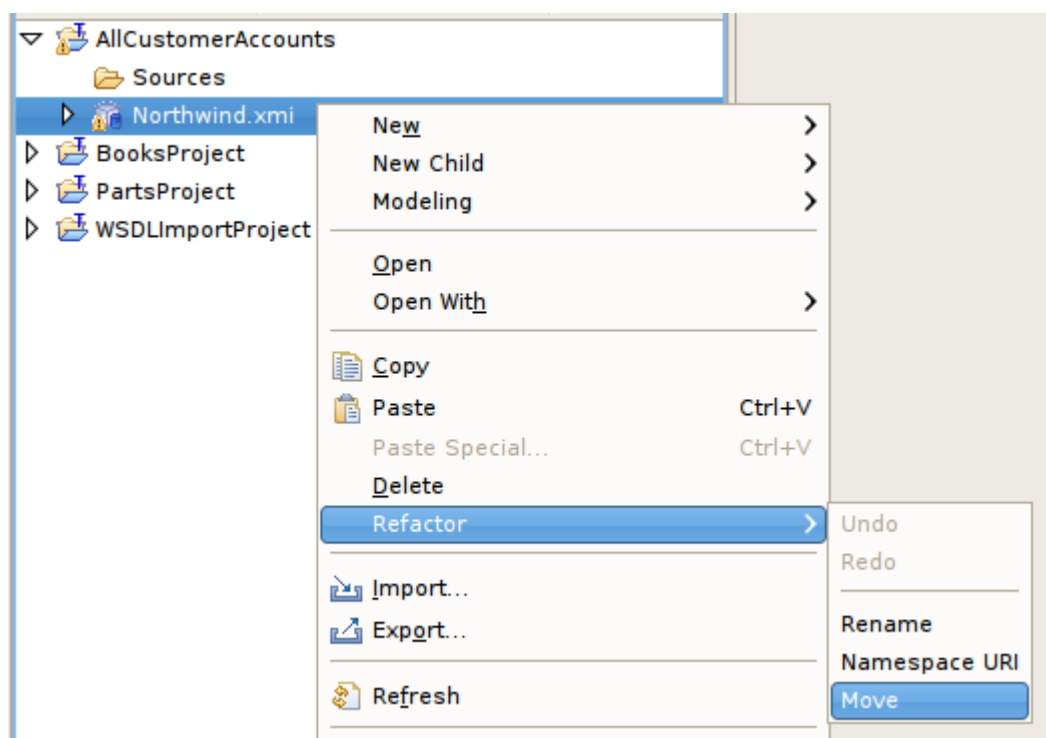 AllCustomerAccounts
Sources
Northwind.xmi
BooksProject
PartsProject
WSDLImportProject
New
New Child
Modeling
Open
Open With
Copy
Paste Ctrl+V
Paste Special... Ctrl+V
Delete
Refactor
Import...
Export...
Refresh
Undo
Redo
Rename
Namespace URI
Move